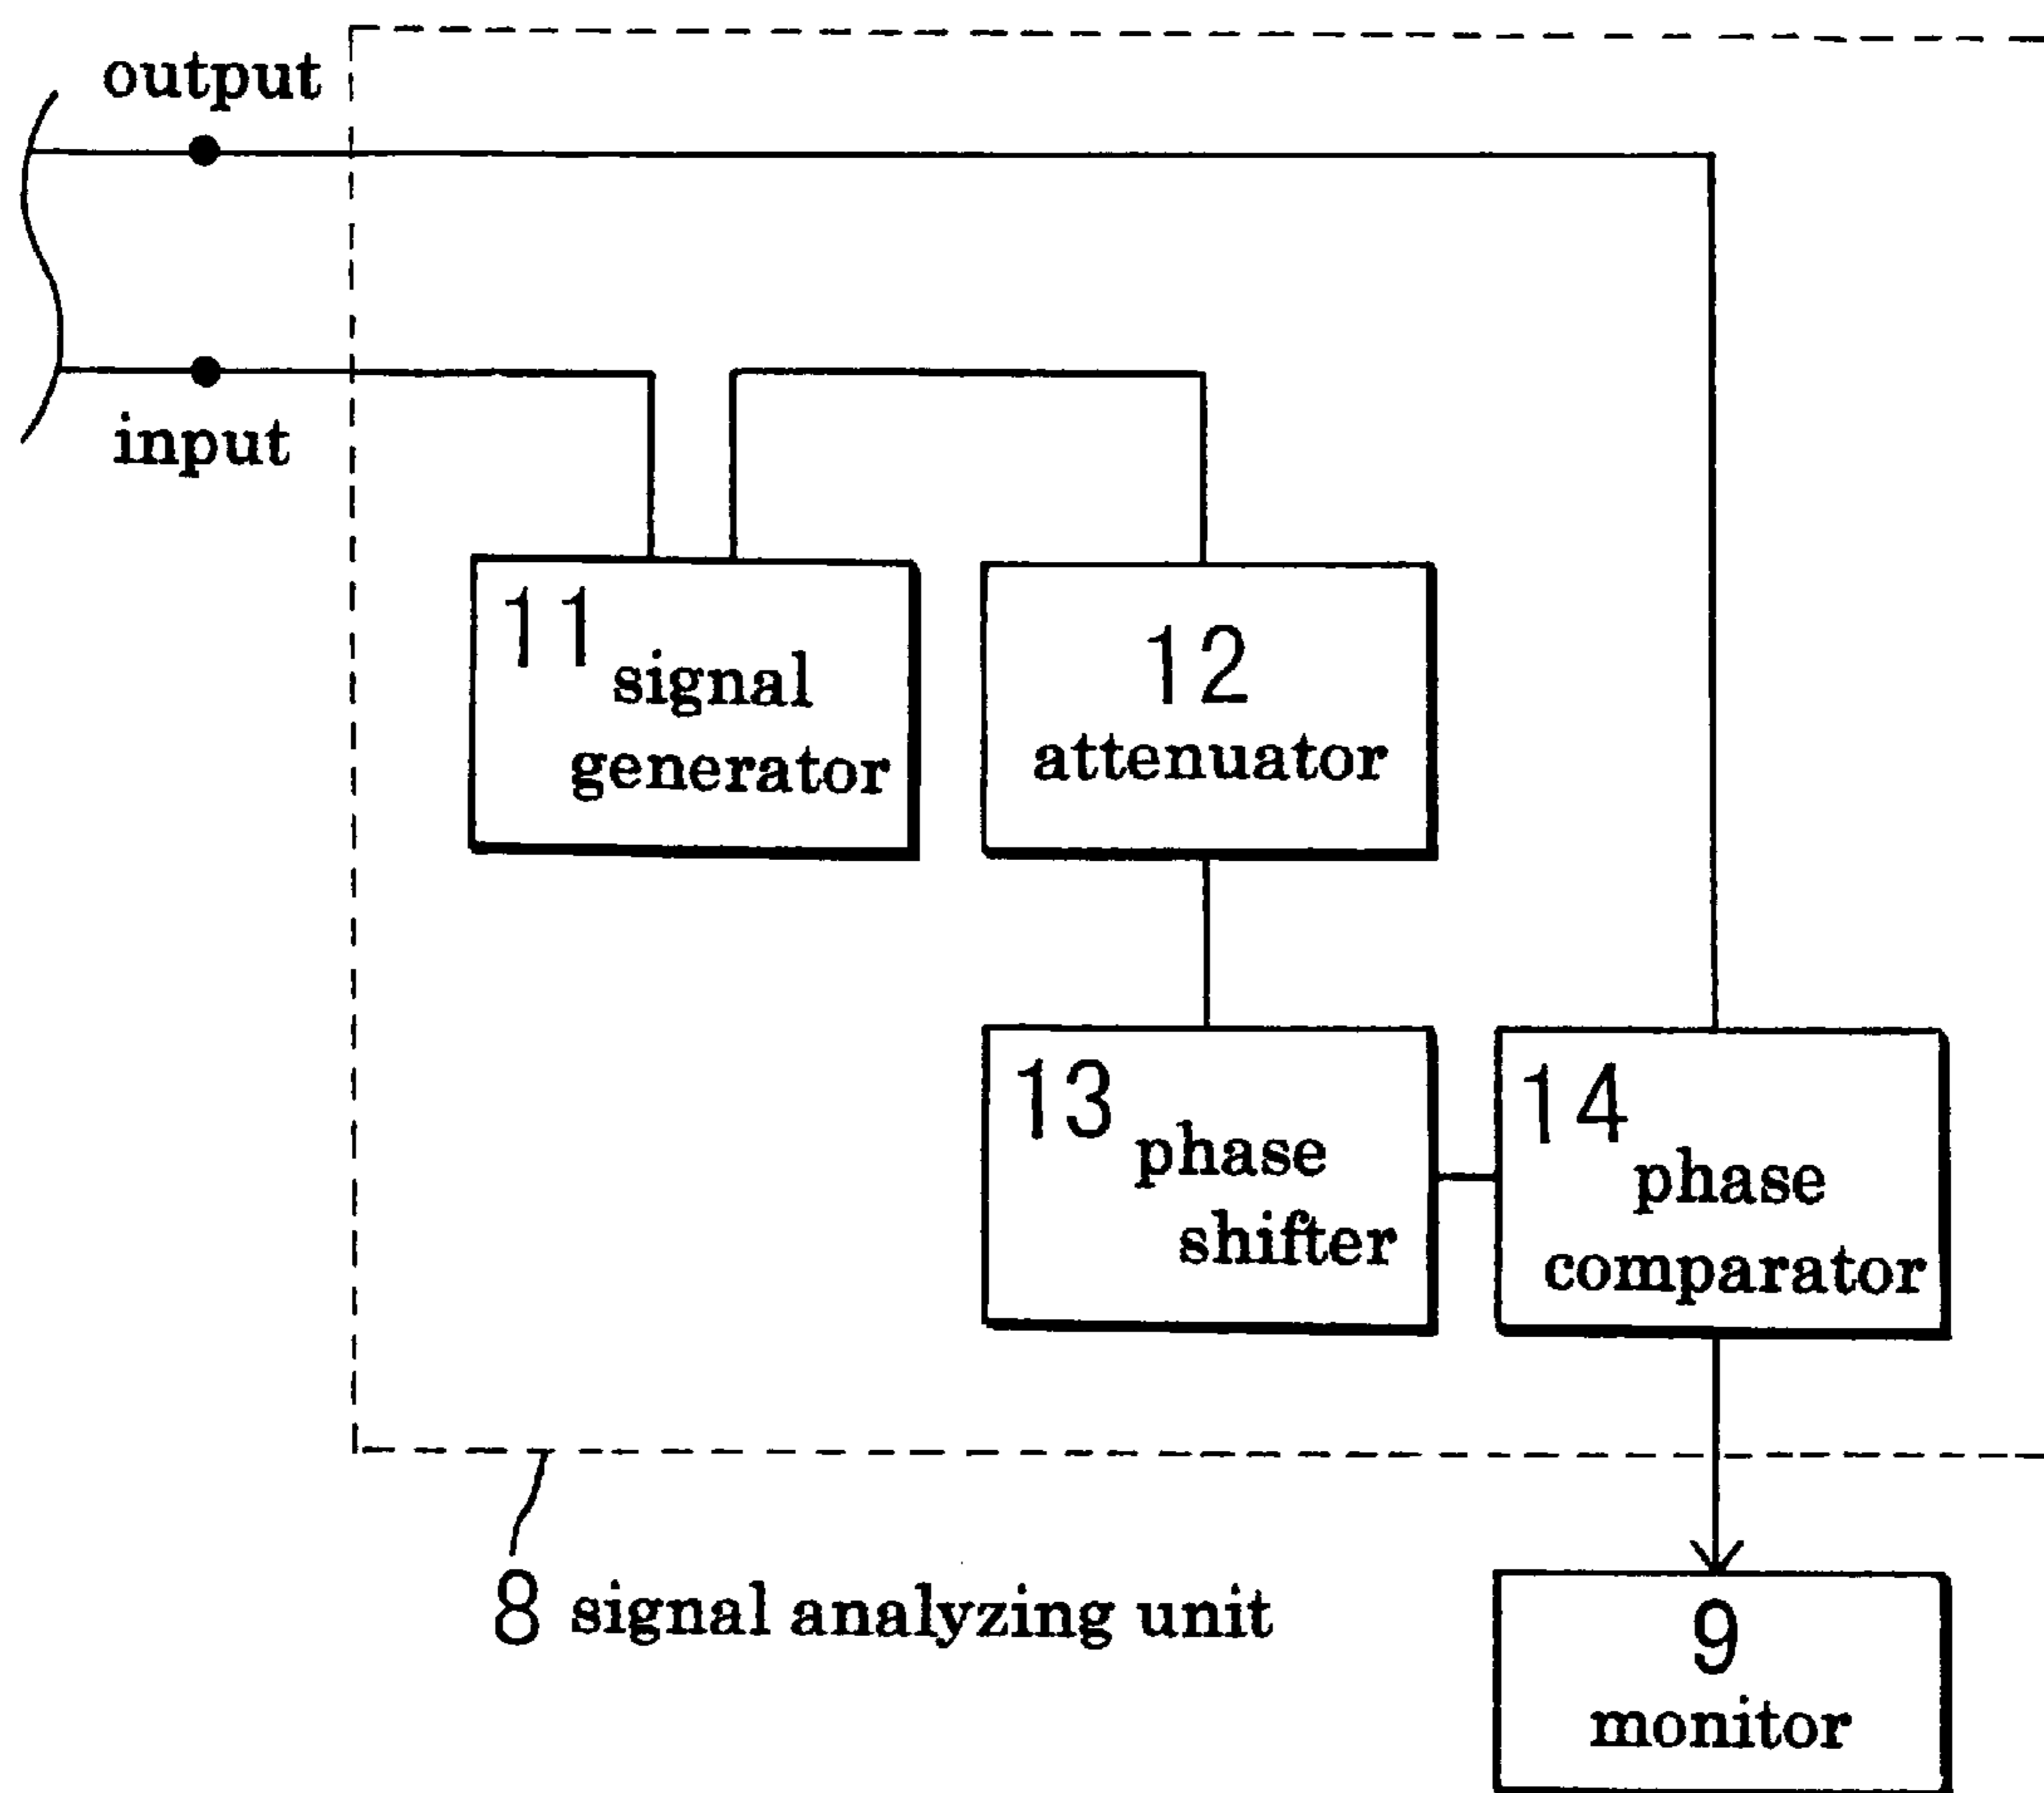 output
input
11
signal
generator
12
attenuator
13
phase
shifter
14
phase
comparator
8 signal analyzing unit
9
monitor